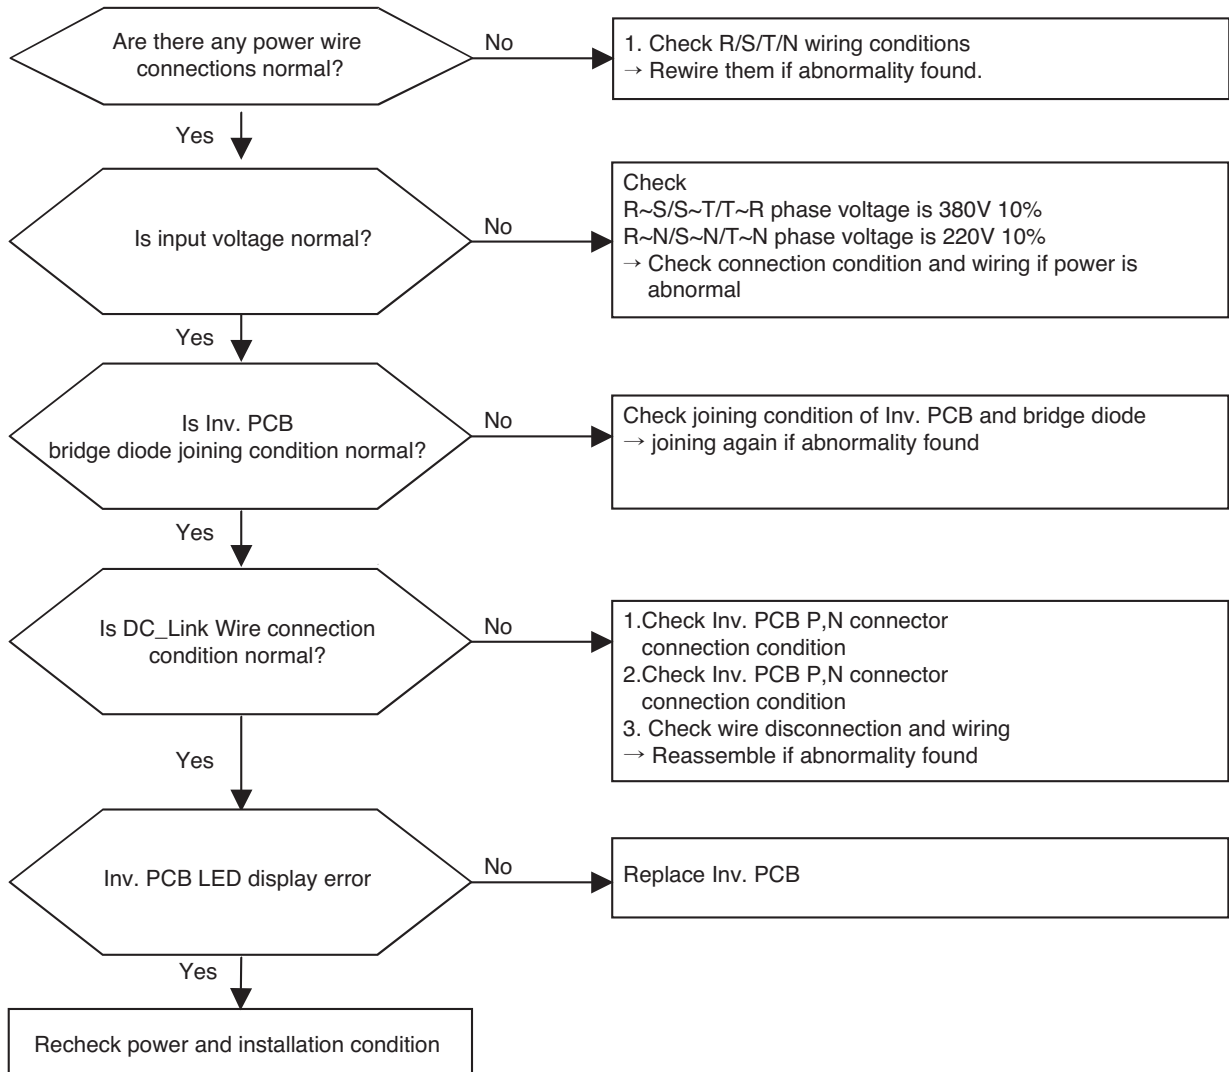 Are there any power wire
connections normal?
No
1. Check R/S/T/N wiring conditions
→ Rewire them if abnormality found.
Yes
Is input voltage normal?
No
Check
R~S/S~T/T~R phase voltage is 380V 10%
R~N/S~N/T~N phase voltage is 220V 10%
→ Check connection condition and wiring if power is
abnormal
Yes
Is Inv. PCB
bridge diode joining condition normal?
No
Check joining condition of Inv. PCB and bridge diode
→ joining again if abnormality found
Yes
Is DC_Link Wire connection
condition normal?
No
1.Check Inv. PCB P,N connector
connection condition
2.Check Inv. PCB P,N connector
connection condition
3. Check wire disconnection and wiring
→ Reassemble if abnormality found
Yes
Inv. PCB LED display error
No
Replace Inv. PCB
Yes
Recheck power and installation condition